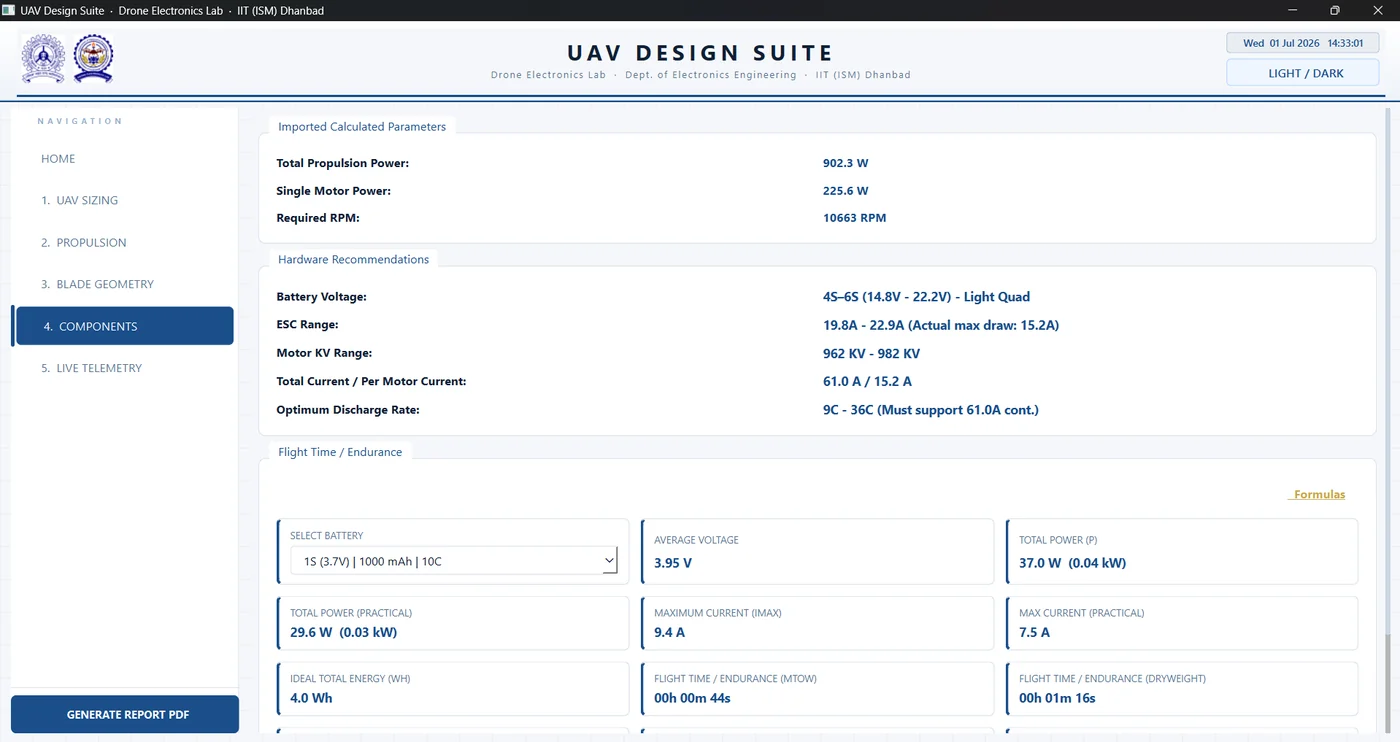 UAV Design Suite · Drone Electronics Lab · IIT (ISM) Dhanbad
UAV DESIGN SUITE
Drone Electronics Lab · Dept. of Electronics Engineering · IIT (ISM) Dhanbad
Wed 01 Jul 2026 14:33:01
LIGHT / DARK
NAVIGATION
HOME
1. UAV SIZING
2. PROPULSION
3. BLADE GEOMETRY
4. COMPONENTS
5. LIVE TELEMETRY
GENERATE REPORT PDF
Imported Calculated Parameters
Total Propulsion Power: 902.3 W
Single Motor Power: 225.6 W
Required RPM: 10663 RPM
Hardware Recommendations
Battery Voltage: 4S–6S (14.8V - 22.2V) - Light Quad
ESC Range: 19.8A - 22.9A (Actual max draw: 15.2A)
Motor KV Range: 962 KV - 982 KV
Total Current / Per Motor Current: 61.0 A / 15.2 A
Optimum Discharge Rate: 9C - 36C (Must support 61.0A cont.)
Flight Time / Endurance
Formulas
SELECT BATTERY
1S (3.7V) | 1000 mAh | 10C
AVERAGE VOLTAGE
3.95 V
TOTAL POWER (P)
37.0 W (0.04 kW)
TOTAL POWER (PRACTICAL)
29.6 W (0.03 kW)
MAXIMUM CURRENT (IMAX)
9.4 A
MAX CURRENT (PRACTICAL)
7.5 A
IDEAL TOTAL ENERGY (WH)
4.0 Wh
FLIGHT TIME / ENDURANCE (MTOW)
00h 00m 44s
FLIGHT TIME / ENDURANCE (DRYWEIGHT)
00h 01m 16s